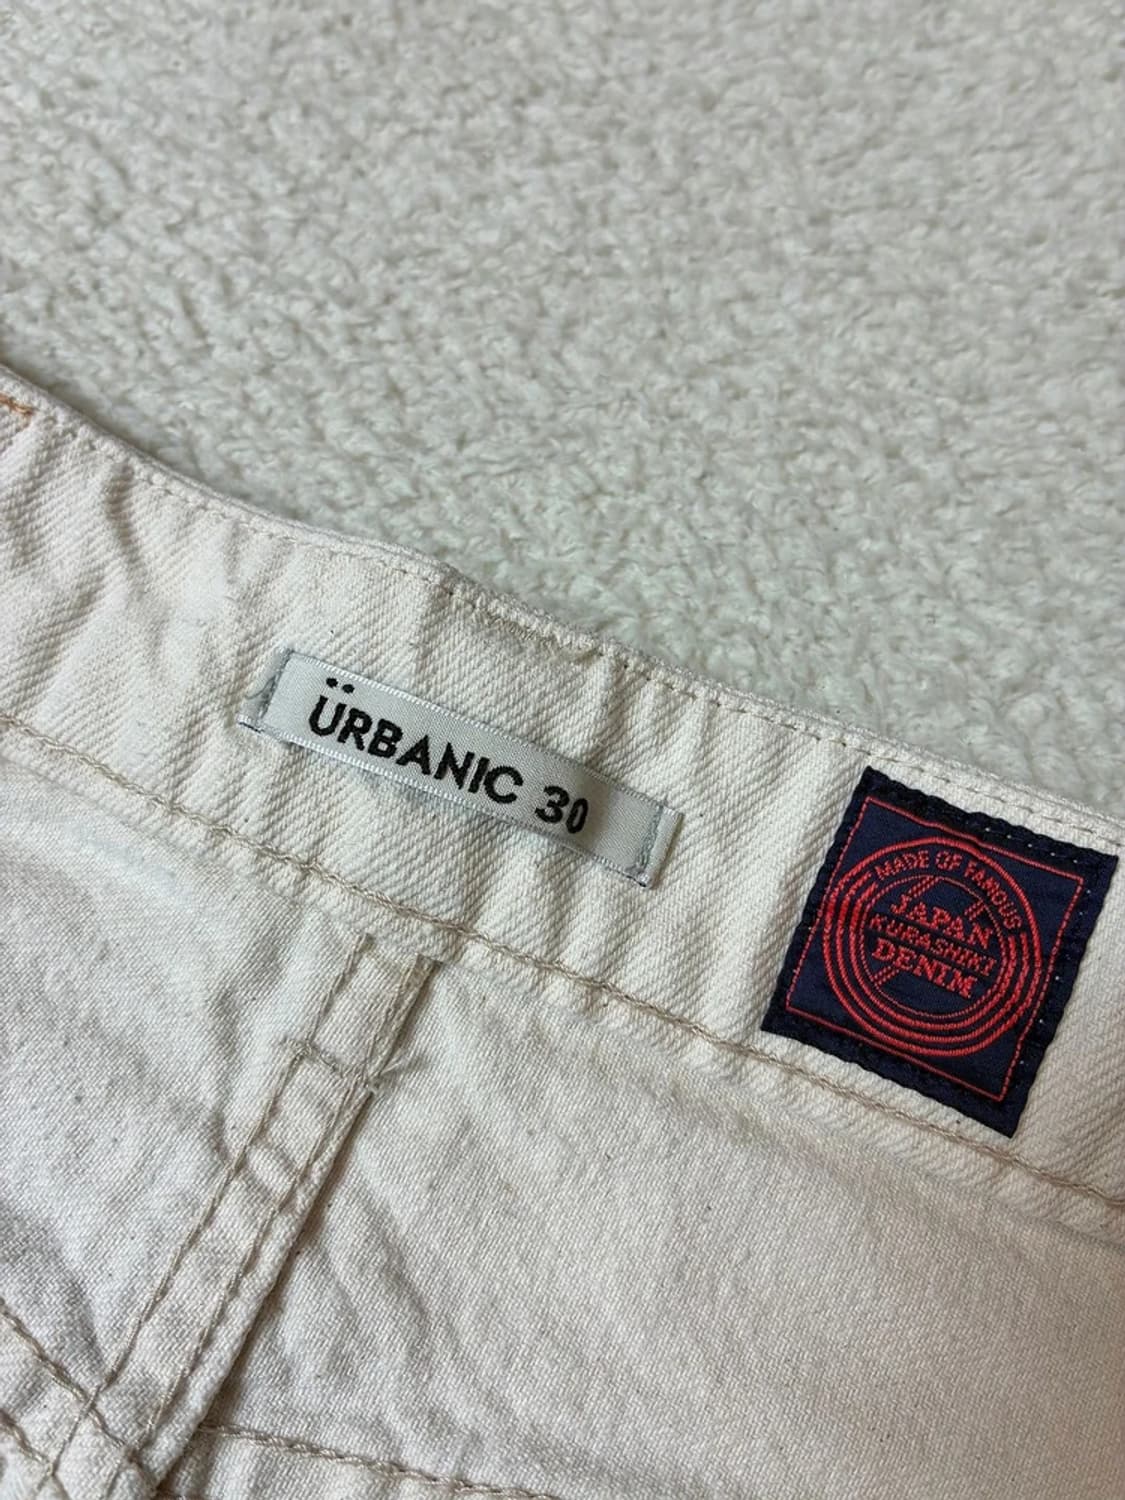 ÜRBANIC 30
MADE OF FAMOUS
JAPAN
KURASHIKI
DENIM